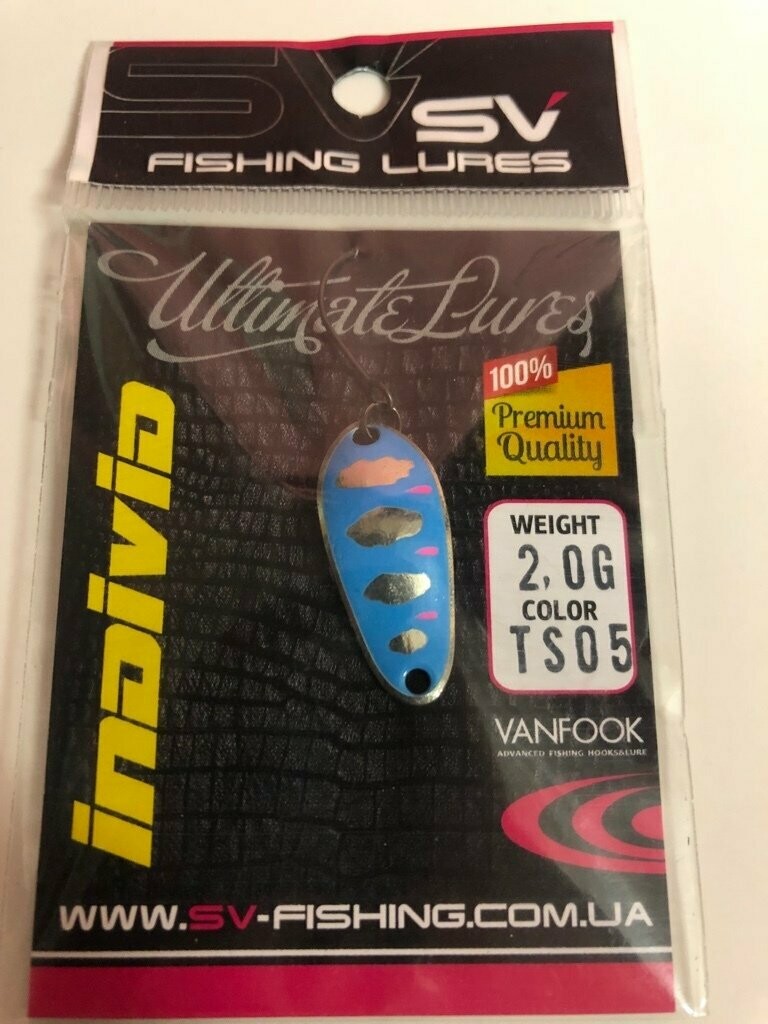 SV
FISHING LURES
Ultimate Lures
100%
Premium
Quality
indivia
WEIGHT
2,0G
COLOR
TS05
VANFOOK
ADVANCED FISHING HOOKS&LURE
WWW.SV-FISHING.COM.UA